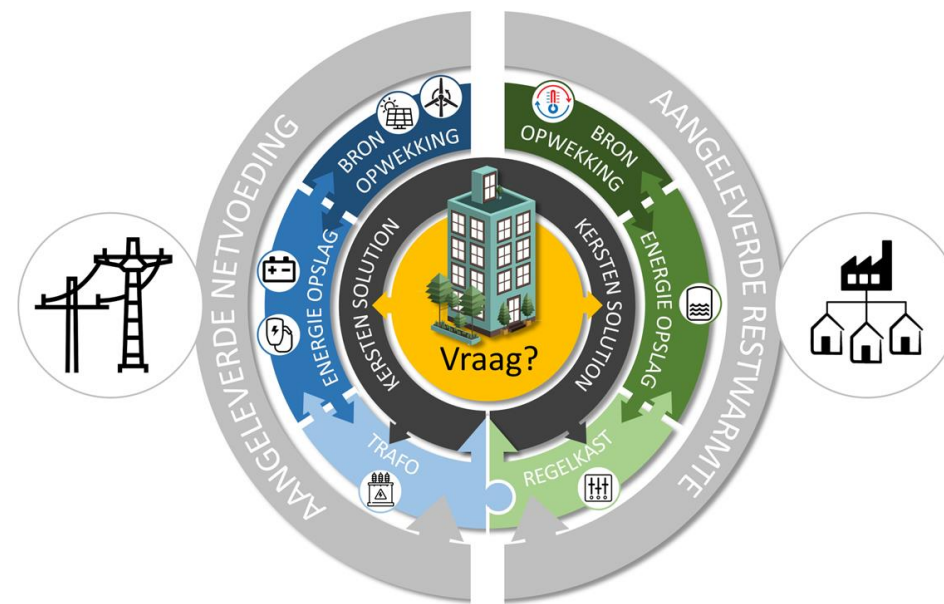 AANGELEVERDE NETVOEDING
BRON
OPWEKKING
ENERGIE OPSLAG
TRAFO
KERSTEN SOLUTION
Vraag?
KERSTEN SOLUTION
BRON
OPWEKKING
ENERGIE OPSLAG
REGELKAST
AANGELEVERDE RESTWARMTE